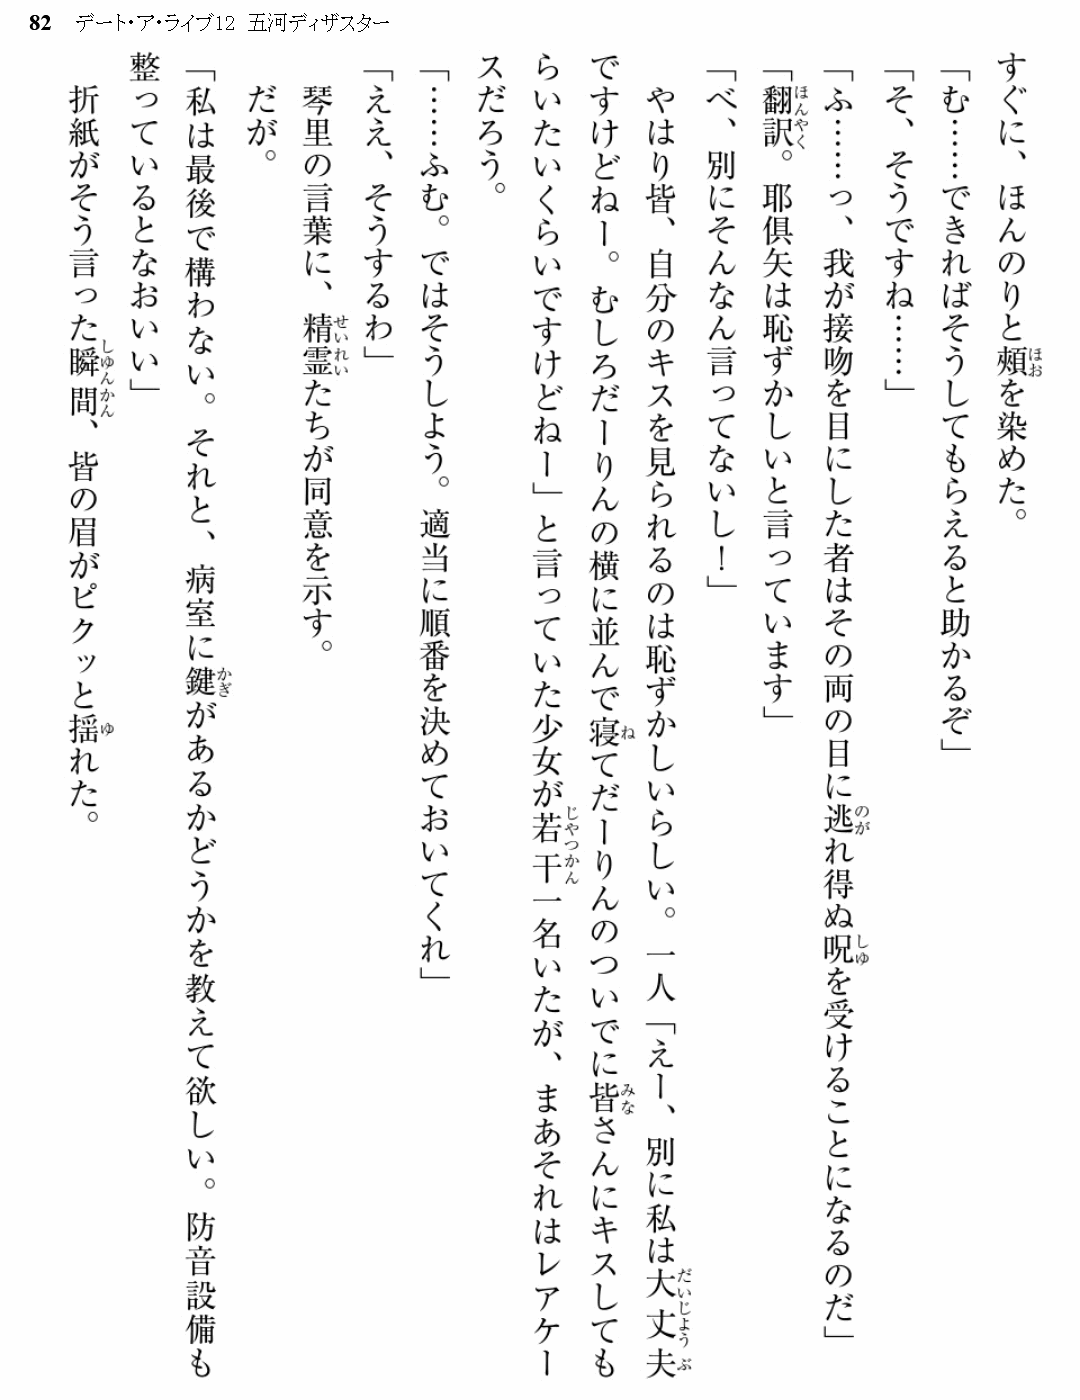 82 デート・ア・ライブ12 五河ディザスター
すぐに、ほんのりと頬を染めた。
「む……できればそうしてもらえると助かるぞ」
「そ、そうですね……」
「ふ……っ、我が接吻を目にした者はその両の目に逃れ得ぬ呪を受けることになるのだ」
「翻訳。耶倶矢は恥ずかしいと言っています」
「べ、別にそんなん言ってないし！」
やはり皆、自分のキスを見られるのは恥ずかしいらしい。一人「えー、別に私は大丈夫
ですけどねー。むしろだーりんの横に並んで寝てだーりんのついでに皆さんにキスしても
らいたいくらいですけどねー」と言っていた少女が若干一名いたが、まあそれはレアケー
スだろう。
「……ふむ。ではそうしよう。適当に順番を決めておいてくれ」
「ええ、そうするわ」
琴里の言葉に、精霊たちが同意を示す。
だが。
「私は最後で構わない。それと、病室に鍵があるかどうかを教えて欲しい。防音設備も
整っているとなおいい」
折紙がそう言った瞬間、皆の眉がピクッと揺れた。